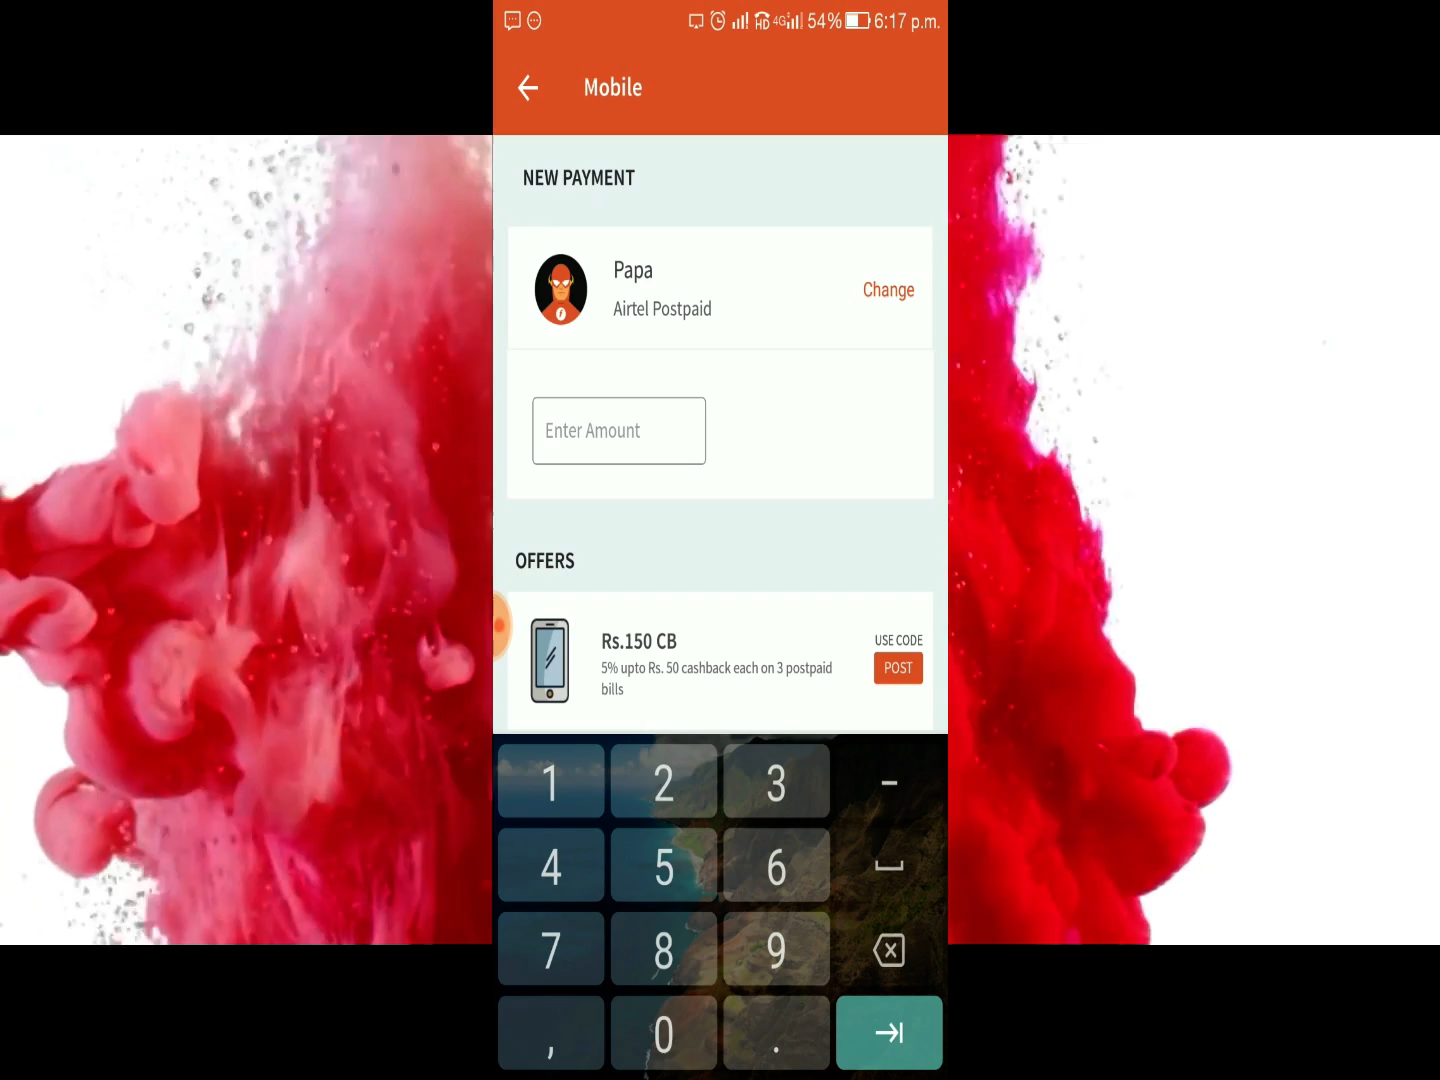 HD 4G 54% 6:17 p.m.
Mobile
NEW PAYMENT
Papa
Airtel Postpaid
Change
Enter Amount
OFFERS
Rs.150 CB
5% upto Rs. 50 cashback each on 3 postpaid
bills
USE CODE
POST
1 2 3 -
4 5 6
7 8 9
, 0 .